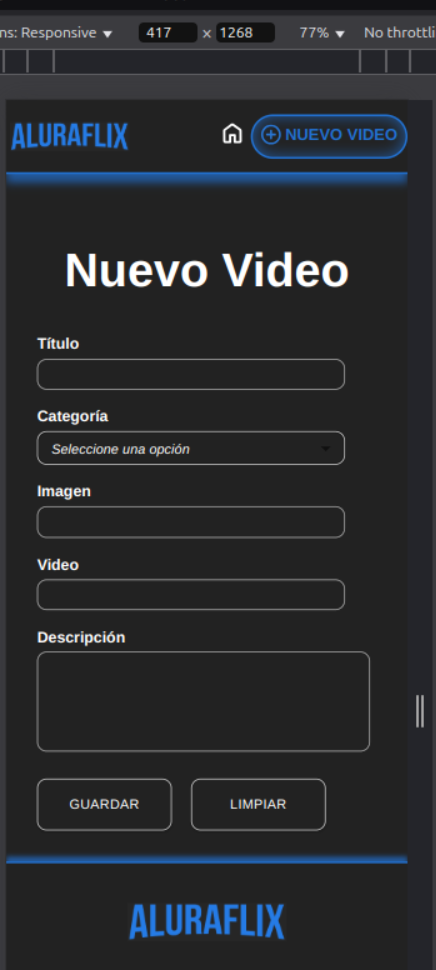 ns: Responsive ▼ 417 x 1268 77% ▼ No throttli
ALURAFLIX NUEVO VIDEO
Nuevo Video
Título
Categoría
Seleccione una opción
Imagen
Video
Descripción
GUARDAR LIMPIAR
ALURAFLIX